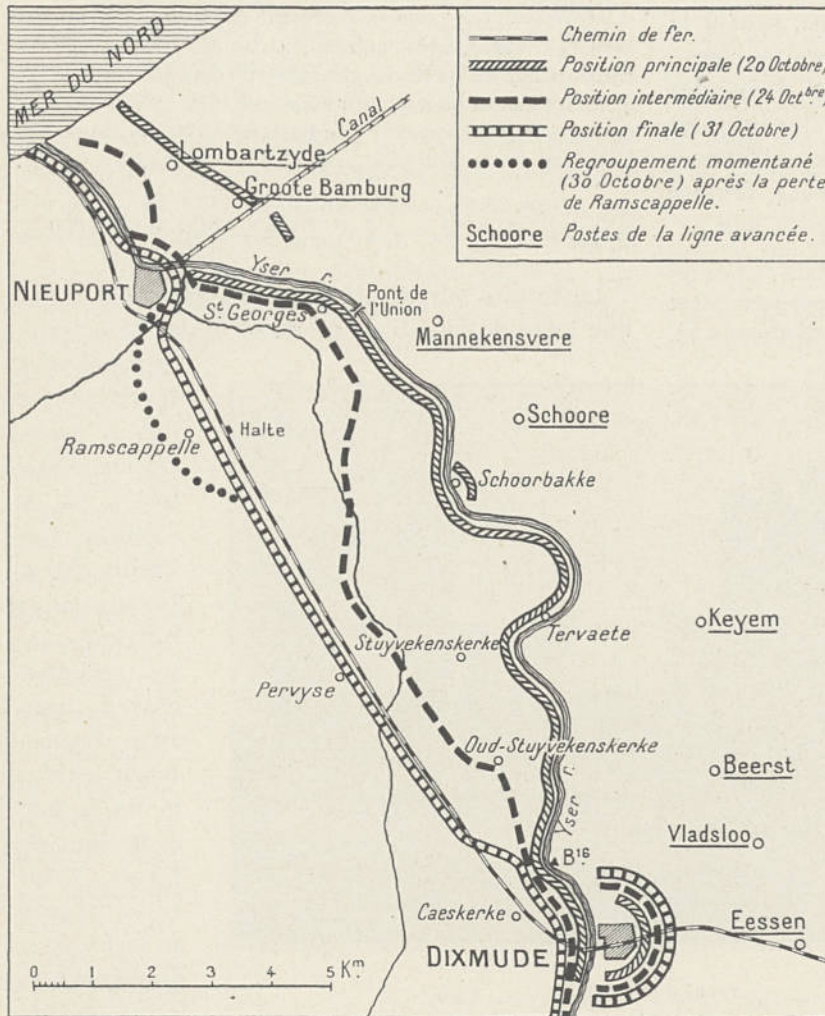 MER DU NORD
Chemin de fer.
Position principale (20 Octobre)
Position intermédiaire (24 Octbre)
Position finale (31 Octobre)
Regroupement momentané
(30 Octobre) après la perte
de Ramscappelle.
Schoore Postes de la ligne avancée.
Canal
Lombartzyde
Groote Bamburg
Yser r.
NIEUPORT
St. Georges
Pont de
l'Union
Mannekensvere
Schoore
Ramscappelle
Halte
Schoorbakke
Keyem
Tervaete
Stuyvekenskerke
Pervyse
Oud-Stuyvekenskerke
Beerst
Yser r.
Vladsloo
B16.
Caeskerke
Eessen
DIXMUDE
0 1 2 3 4 5 Km.